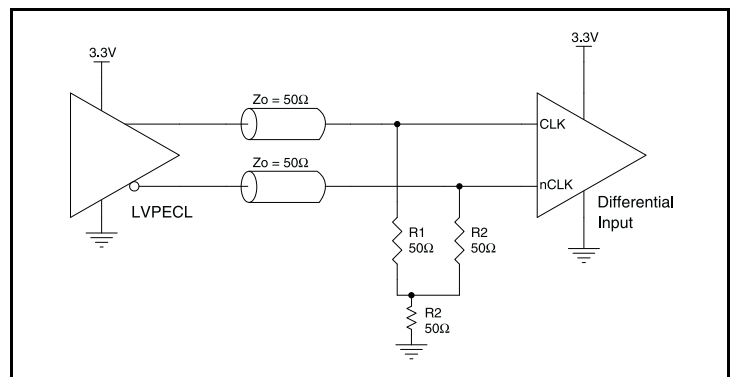 3.3V
3.3V
Zo = 50Ω
CLK
Zo = 50Ω
nCLK
LVPECL
Differential
Input
R1
50Ω
R2
50Ω
R2
50Ω